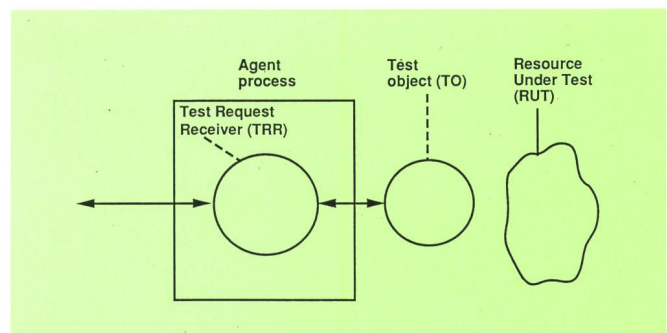 Agent
process
Test
object (TO)
Resource
Under Test
(RUT)
Test Request
Receiver (TRR)